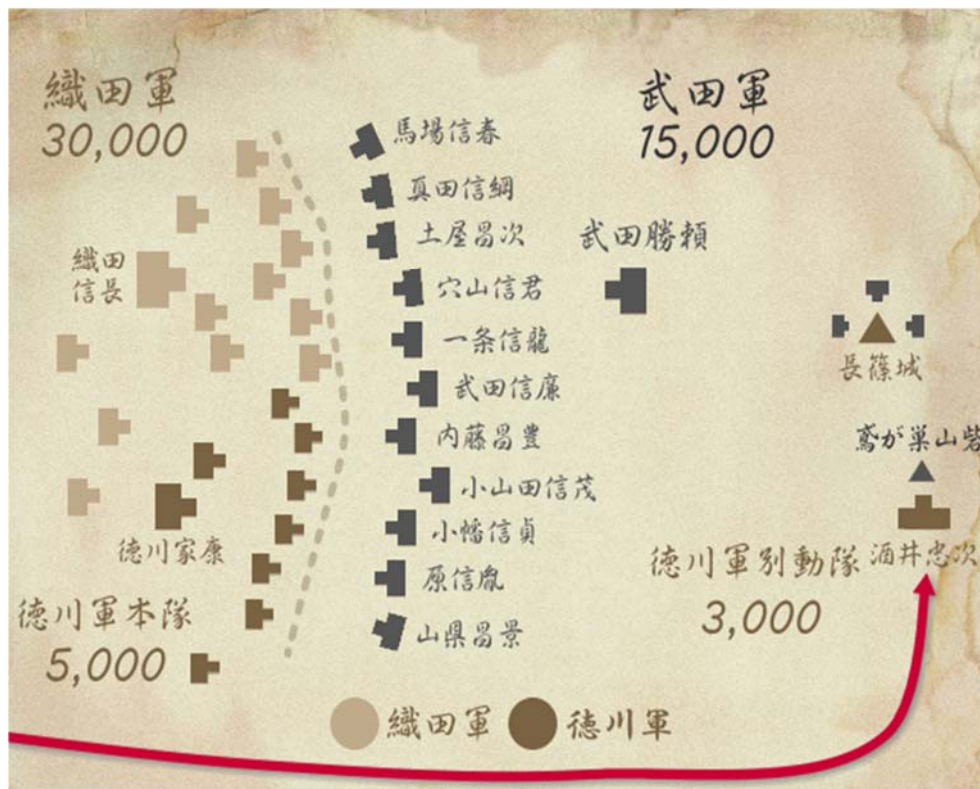 織田軍
30,000
武田軍
15,000
馬場信春
真田信綱
土屋昌次
武田勝頼
織田
信長
穴山信君
一条信龍
長篠城
武田信廉
内藤昌豊
鳶が巣山砦
小山田信茂
小幡信貞
徳川家康
徳川軍別動隊
酒井忠次
3,000
原信胤
徳川軍本隊
5,000
山県昌景
織田軍
徳川軍